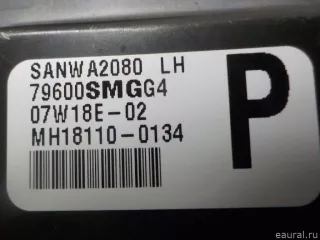 SANWA2080 LH
79600SMGG4
07W18E-02
MH18110-0134
P
eaural.ru